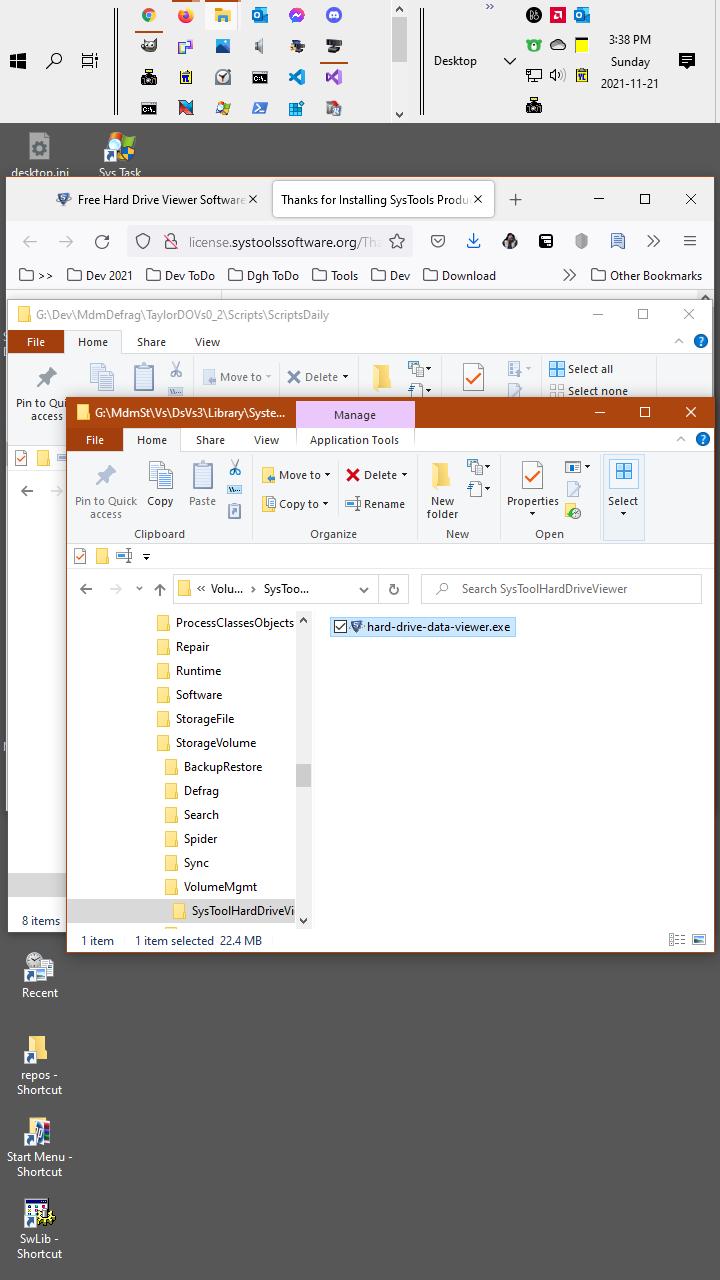 »
3:38 PM
Desktop
Sunday
2021-11-21
desktop.ini
Sys Task
Free Hard Drive Viewer Software
Thanks for Installing SysTools Produ
license.systoolssoftware.org/Tha
>>
Dev 2021
Dev ToDo
Dgh ToDo
Tools
Dev
Download
Other Bookmarks
G:\Dev\MdmDefrag\TaylorDOVs0_2\Scripts\ScriptsDaily
File
Home
Share
View
Pin to Quick
access
Move to
Delete
Select all
Select none
G:\MdmSt\Vs\DsVs3\Library\Syste...
Manage
File
Home
Share
View
Application Tools
Pin to Quick
access
Copy
Paste
Move to
Copy to
Delete
Rename
New
folder
Properties
Select
Clipboard
Organize
New
Open
« Volu... › SysToo...
Search SysToolHardDriveViewer
ProcessClassesObjects
Repair
Runtime
Software
StorageFile
StorageVolume
BackupRestore
Defrag
Search
Spider
Sync
VolumeMgmt
SysToolHardDriveVi
hard-drive-data-viewer.exe
8 items
1 item
1 item selected 22.4 MB
Recent
repos -
Shortcut
Start Menu -
Shortcut
SwLib -
Shortcut